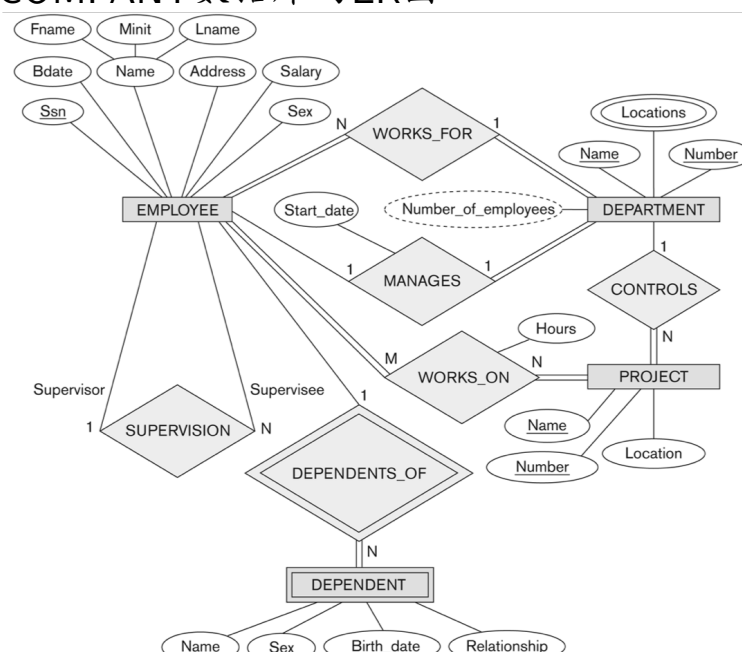 COMPANY
ER
Fname Minit Lname
Bdate Name Address Salary
Ssn Sex
N WORKS_FOR 1
Locations
Name Number
EMPLOYEE Start_date Number_of_employees DEPARTMENT
1 MANAGES 1
1
CONTROLS
N
Hours
M WORKS_ON N PROJECT
Supervisor Supervisee
1 SUPERVISION N
1
Name
Number Location
DEPENDENTS_OF
N
DEPENDENT
Name Sex Birth_date Relationship